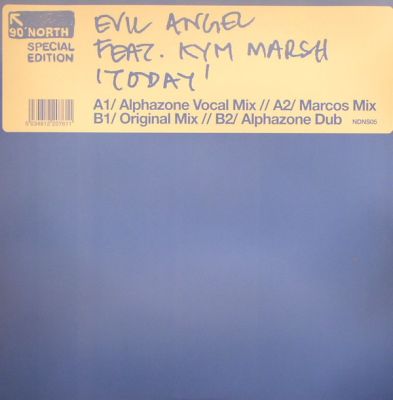 90°NORTH
SPECIAL
EDITION
EVIL ANGEL
FEAT. KYM MARSH
'TODAY'
A1/ Alphazone Vocal Mix // A2/ Marcos Mix
B1/ Original Mix // B2/ Alphazone Dub
NDNS05